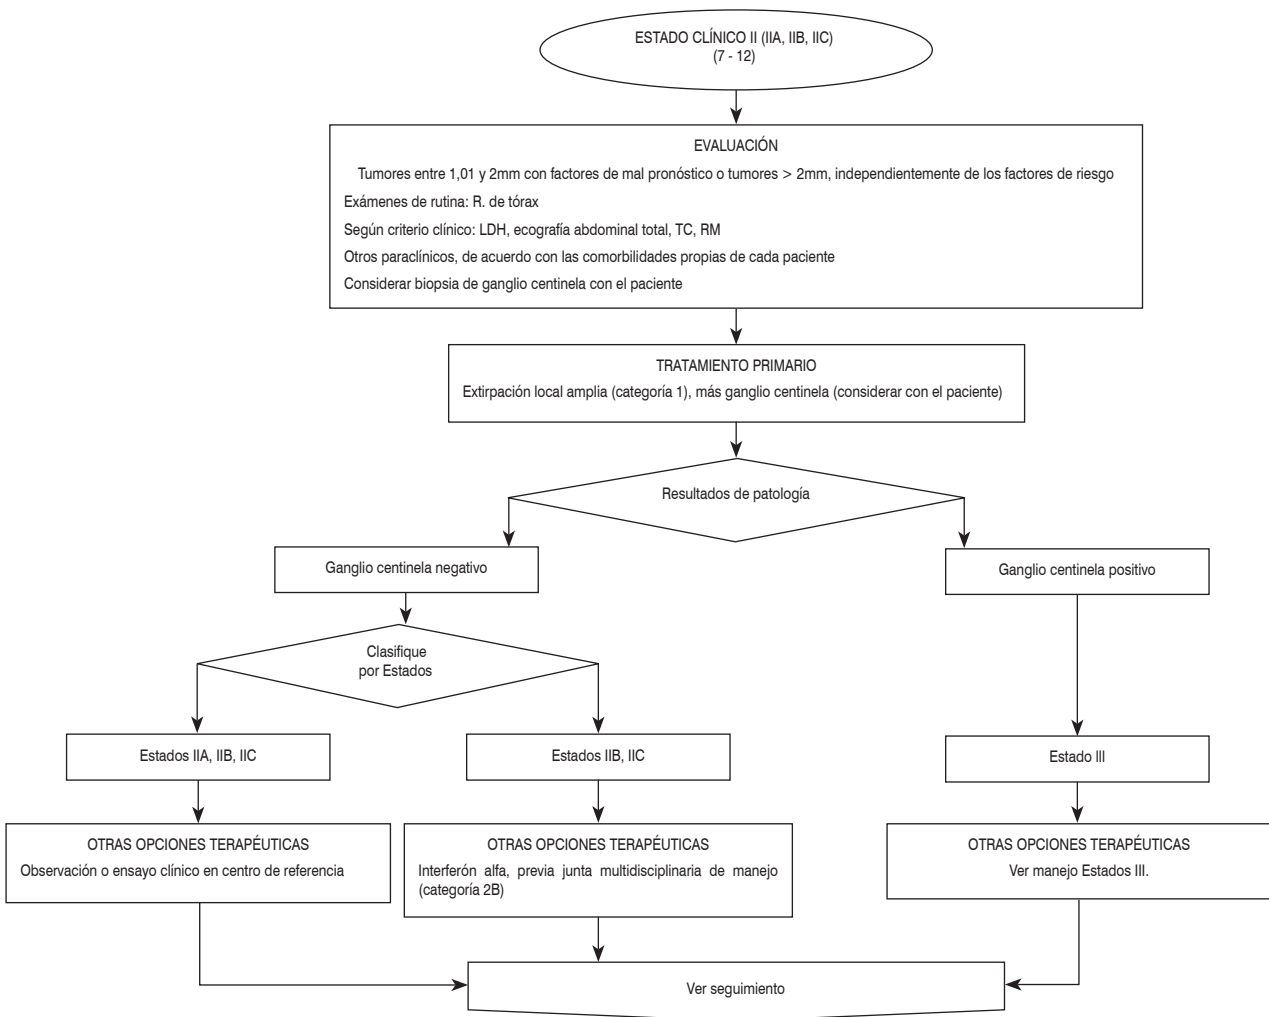 ESTADO CLÍNICO II (IIA, IIB, IIC)
(7 - 12)
EVALUACIÓN
Tumores entre 1,01 y 2mm con factores de mal pronóstico o tumores > 2mm, independientemente de los factores de riesgo
Exámenes de rutina: R. de tórax
Según criterio clínico: LDH, ecografía abdominal total, TC, RM
Otros paraclínicos, de acuerdo con las comorbilidades propias de cada paciente
Considerar biopsia de ganglio centinela con el paciente
TRATAMIENTO PRIMARIO
Extirpación local amplia (categoría 1), más ganglio centinela (considerar con el paciente)
Resultados de patología
Ganglio centinela negativo
Ganglio centinela positivo
Clasifique
por Estados
Estados IIA, IIB, IIC
Estados IIB, IIC
Estado III
OTRAS OPCIONES TERAPÉUTICAS
Observación o ensayo clínico en centro de referencia
OTRAS OPCIONES TERAPÉUTICAS
Interferón alfa, previa junta multidisciplinaria de manejo
(categoría 2B)
OTRAS OPCIONES TERAPÉUTICAS
Ver manejo Estados III.
Ver seguimiento